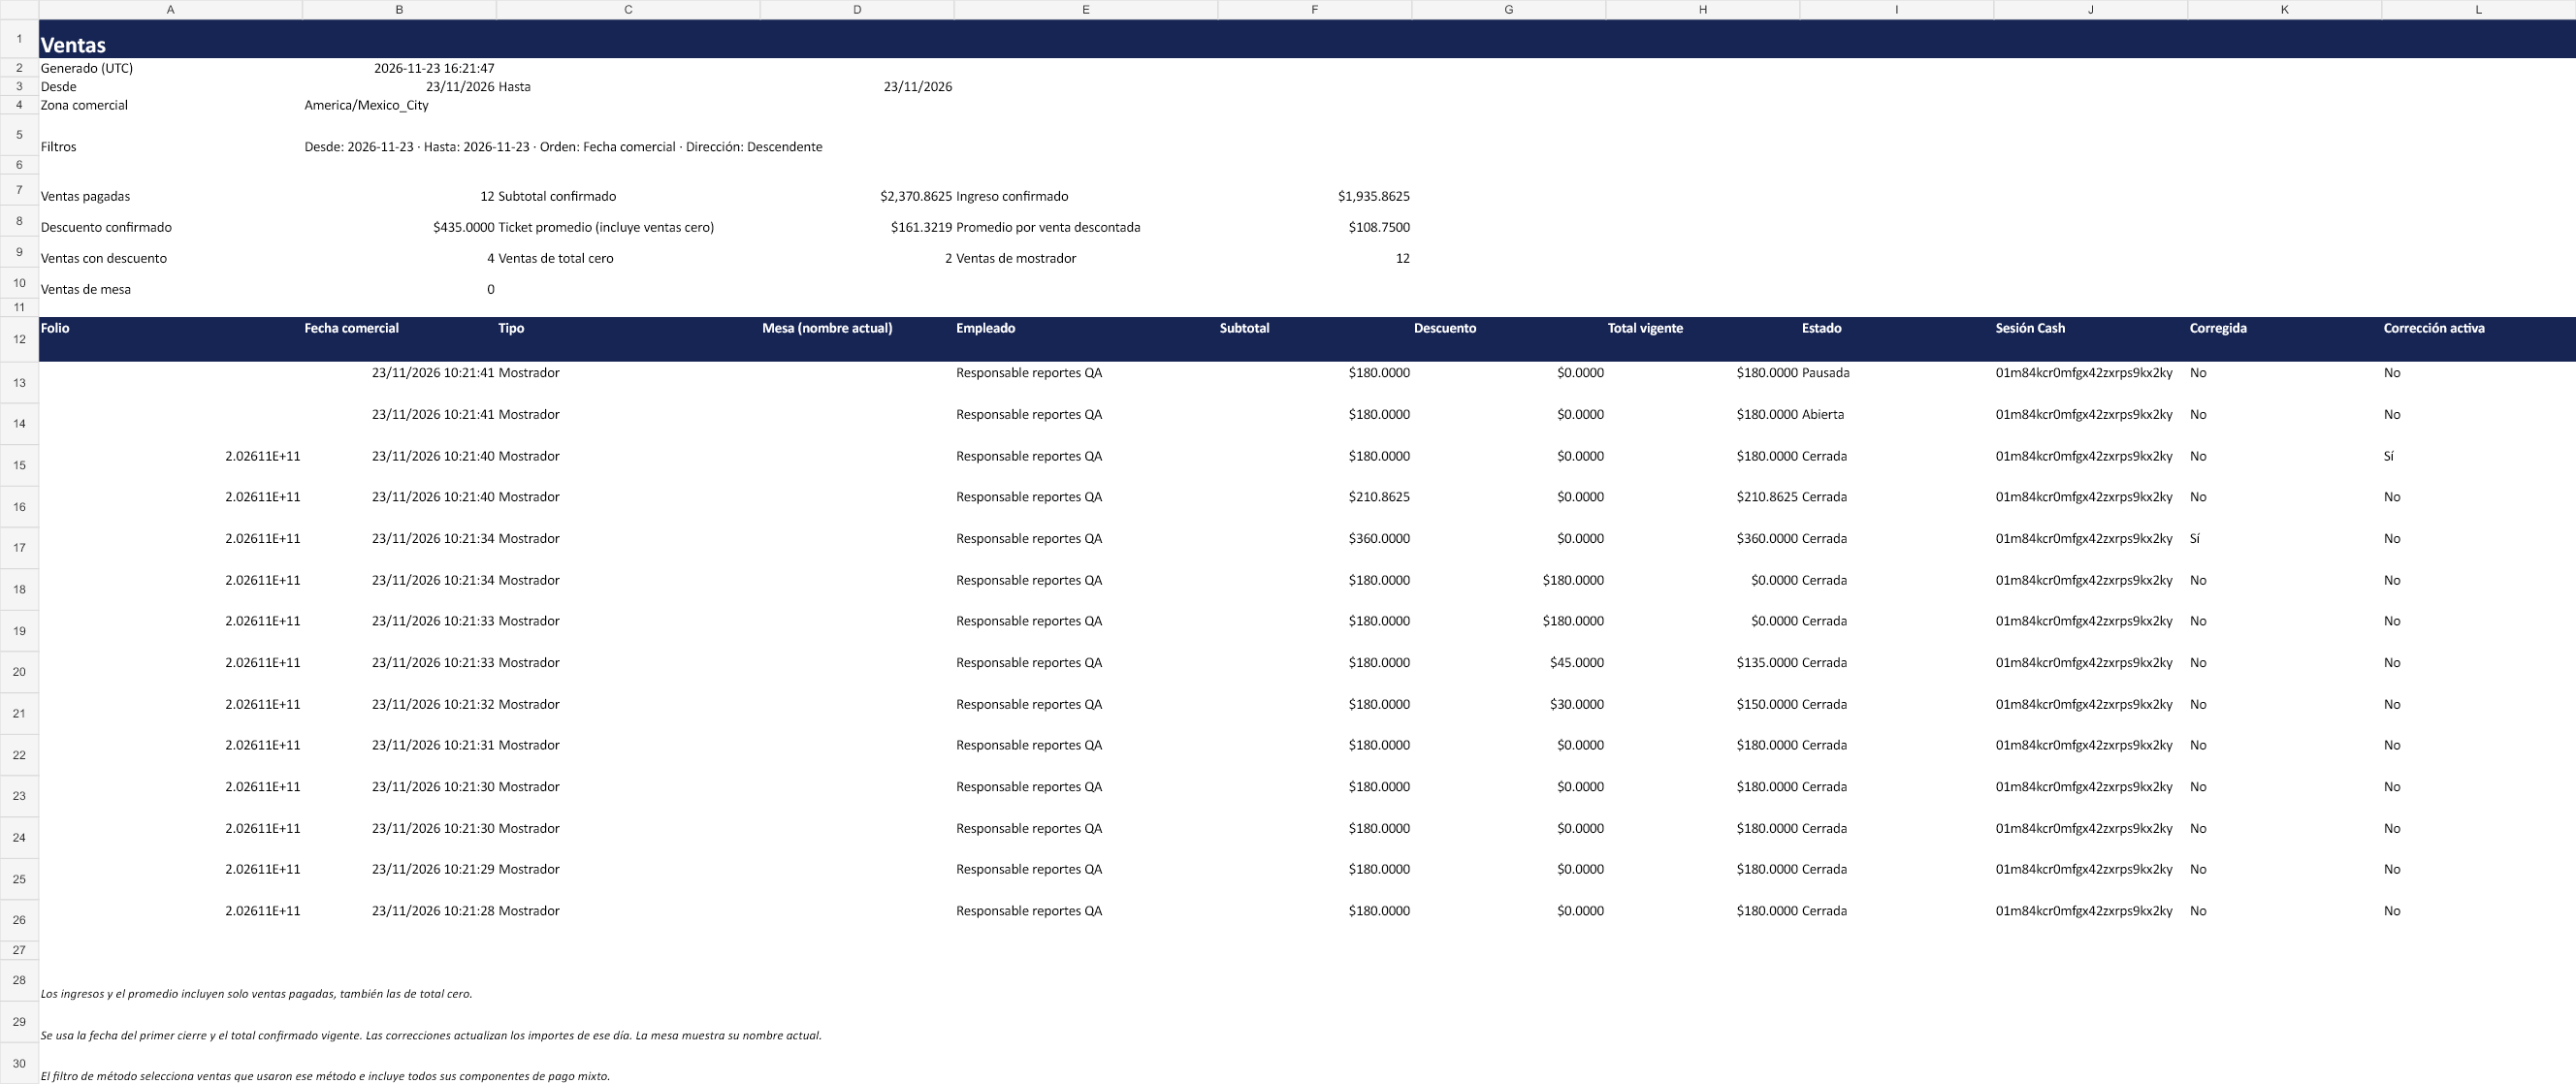 A B C D E F G H I J K L
1 Ventas
2 Generado (UTC) 2026-11-23 16:21:47
3 Desde 23/11/2026 Hasta 23/11/2026
4 Zona comercial America/Mexico_City
5 Filtros Desde: 2026-11-23 · Hasta: 2026-11-23 · Orden: Fecha comercial · Dirección: Descendente
6
7 Ventas pagadas 12 Subtotal confirmado $2,370.8625 Ingreso confirmado $1,935.8625
8 Descuento confirmado $435.0000 Ticket promedio (incluye ventas cero) $161.3219 Promedio por venta descontada $108.7500
9 Ventas con descuento 4 Ventas de total cero 2 Ventas de mostrador 12
10 Ventas de mesa 0
11
12 Folio Fecha comercial Tipo Mesa (nombre actual) Empleado Subtotal Descuento Total vigente Estado Sesión Cash Corregida Corrección activa
13 23/11/2026 10:21:41 Mostrador Responsable reportes QA $180.0000 $0.0000 $180.0000 Pausada 01m84kcr0mfgx42zxrps9kx2ky No No
14 23/11/2026 10:21:41 Mostrador Responsable reportes QA $180.0000 $0.0000 $180.0000 Abierta 01m84kcr0mfgx42zxrps9kx2ky No No
15 2.02611E+11 23/11/2026 10:21:40 Mostrador Responsable reportes QA $180.0000 $0.0000 $180.0000 Cerrada 01m84kcr0mfgx42zxrps9kx2ky No Sí
16 2.02611E+11 23/11/2026 10:21:40 Mostrador Responsable reportes QA $210.8625 $0.0000 $210.8625 Cerrada 01m84kcr0mfgx42zxrps9kx2ky No No
17 2.02611E+11 23/11/2026 10:21:34 Mostrador Responsable reportes QA $360.0000 $0.0000 $360.0000 Cerrada 01m84kcr0mfgx42zxrps9kx2ky Sí No
18 2.02611E+11 23/11/2026 10:21:34 Mostrador Responsable reportes QA $180.0000 $180.0000 $0.0000 Cerrada 01m84kcr0mfgx42zxrps9kx2ky No No
19 2.02611E+11 23/11/2026 10:21:33 Mostrador Responsable reportes QA $180.0000 $180.0000 $0.0000 Cerrada 01m84kcr0mfgx42zxrps9kx2ky No No
20 2.02611E+11 23/11/2026 10:21:33 Mostrador Responsable reportes QA $180.0000 $45.0000 $135.0000 Cerrada 01m84kcr0mfgx42zxrps9kx2ky No No
21 2.02611E+11 23/11/2026 10:21:32 Mostrador Responsable reportes QA $180.0000 $30.0000 $150.0000 Cerrada 01m84kcr0mfgx42zxrps9kx2ky No No
22 2.02611E+11 23/11/2026 10:21:31 Mostrador Responsable reportes QA $180.0000 $0.0000 $180.0000 Cerrada 01m84kcr0mfgx42zxrps9kx2ky No No
23 2.02611E+11 23/11/2026 10:21:30 Mostrador Responsable reportes QA $180.0000 $0.0000 $180.0000 Cerrada 01m84kcr0mfgx42zxrps9kx2ky No No
24 2.02611E+11 23/11/2026 10:21:30 Mostrador Responsable reportes QA $180.0000 $0.0000 $180.0000 Cerrada 01m84kcr0mfgx42zxrps9kx2ky No No
25 2.02611E+11 23/11/2026 10:21:29 Mostrador Responsable reportes QA $180.0000 $0.0000 $180.0000 Cerrada 01m84kcr0mfgx42zxrps9kx2ky No No
26 2.02611E+11 23/11/2026 10:21:28 Mostrador Responsable reportes QA $180.0000 $0.0000 $180.0000 Cerrada 01m84kcr0mfgx42zxrps9kx2ky No No
27
28 Los ingresos y el promedio incluyen solo ventas pagadas, también las de total cero.
29 Se usa la fecha del primer cierre y el total confirmado vigente. Las correcciones actualizan los importes de ese día. La mesa muestra su nombre actual.
30 El filtro de método selecciona ventas que usaron ese método e incluye todos sus componentes de pago mixto.